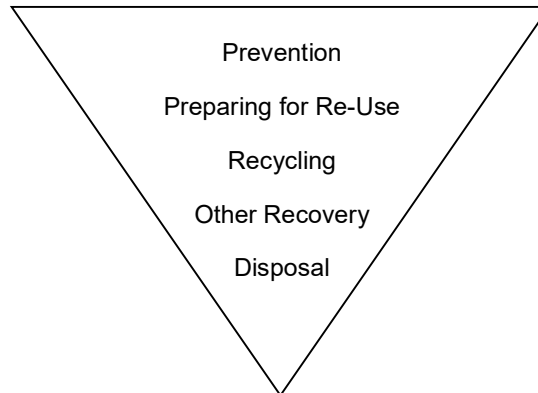 Prevention
Preparing for Re-Use
Recycling
Other Recovery
Disposal